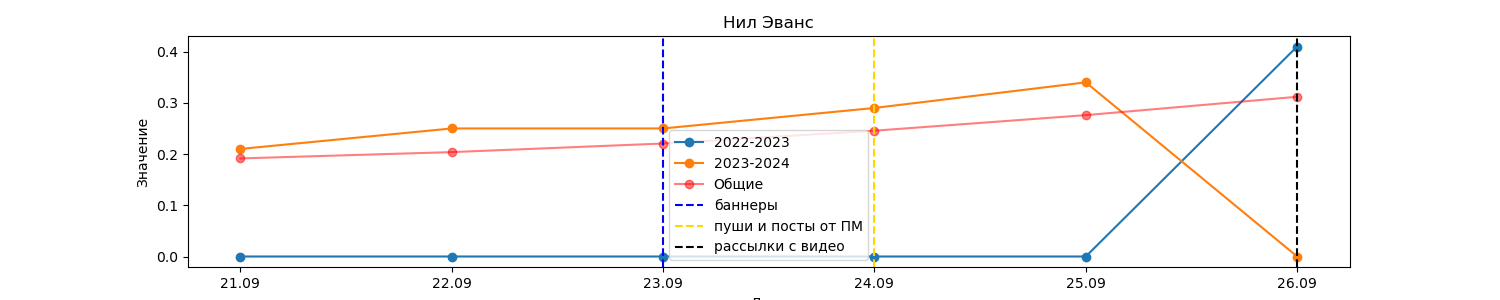 Нил Эванс
Значение
0.4
0.3
0.2
0.1
0.0
2022-2023
2023-2024
Общие
баннеры
пуши и посты от ПМ
рассылки с видео
21.09 22.09 23.09 24.09 25.09 26.09